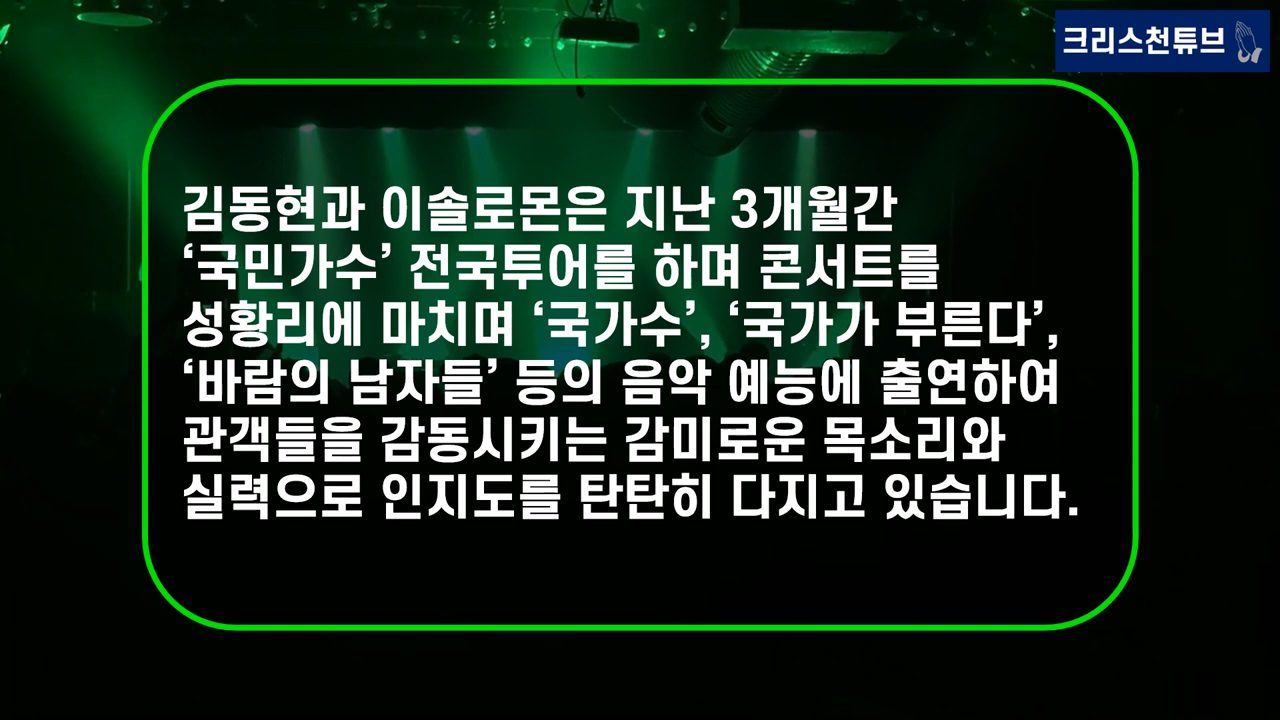 크리스천튜브
김동현과 이솔로몬은 지난 3개월간
‘국민가수’ 전국투어를 하며 콘서트를
성황리에 마치며 ‘국가수’, ‘국가가 부른다’,
‘바람의 남자들’ 등의 음악 예능에 출연하여
관객들을 감동시키는 감미로운 목소리와
실력으로 인지도를 탄탄히 다지고 있습니다.